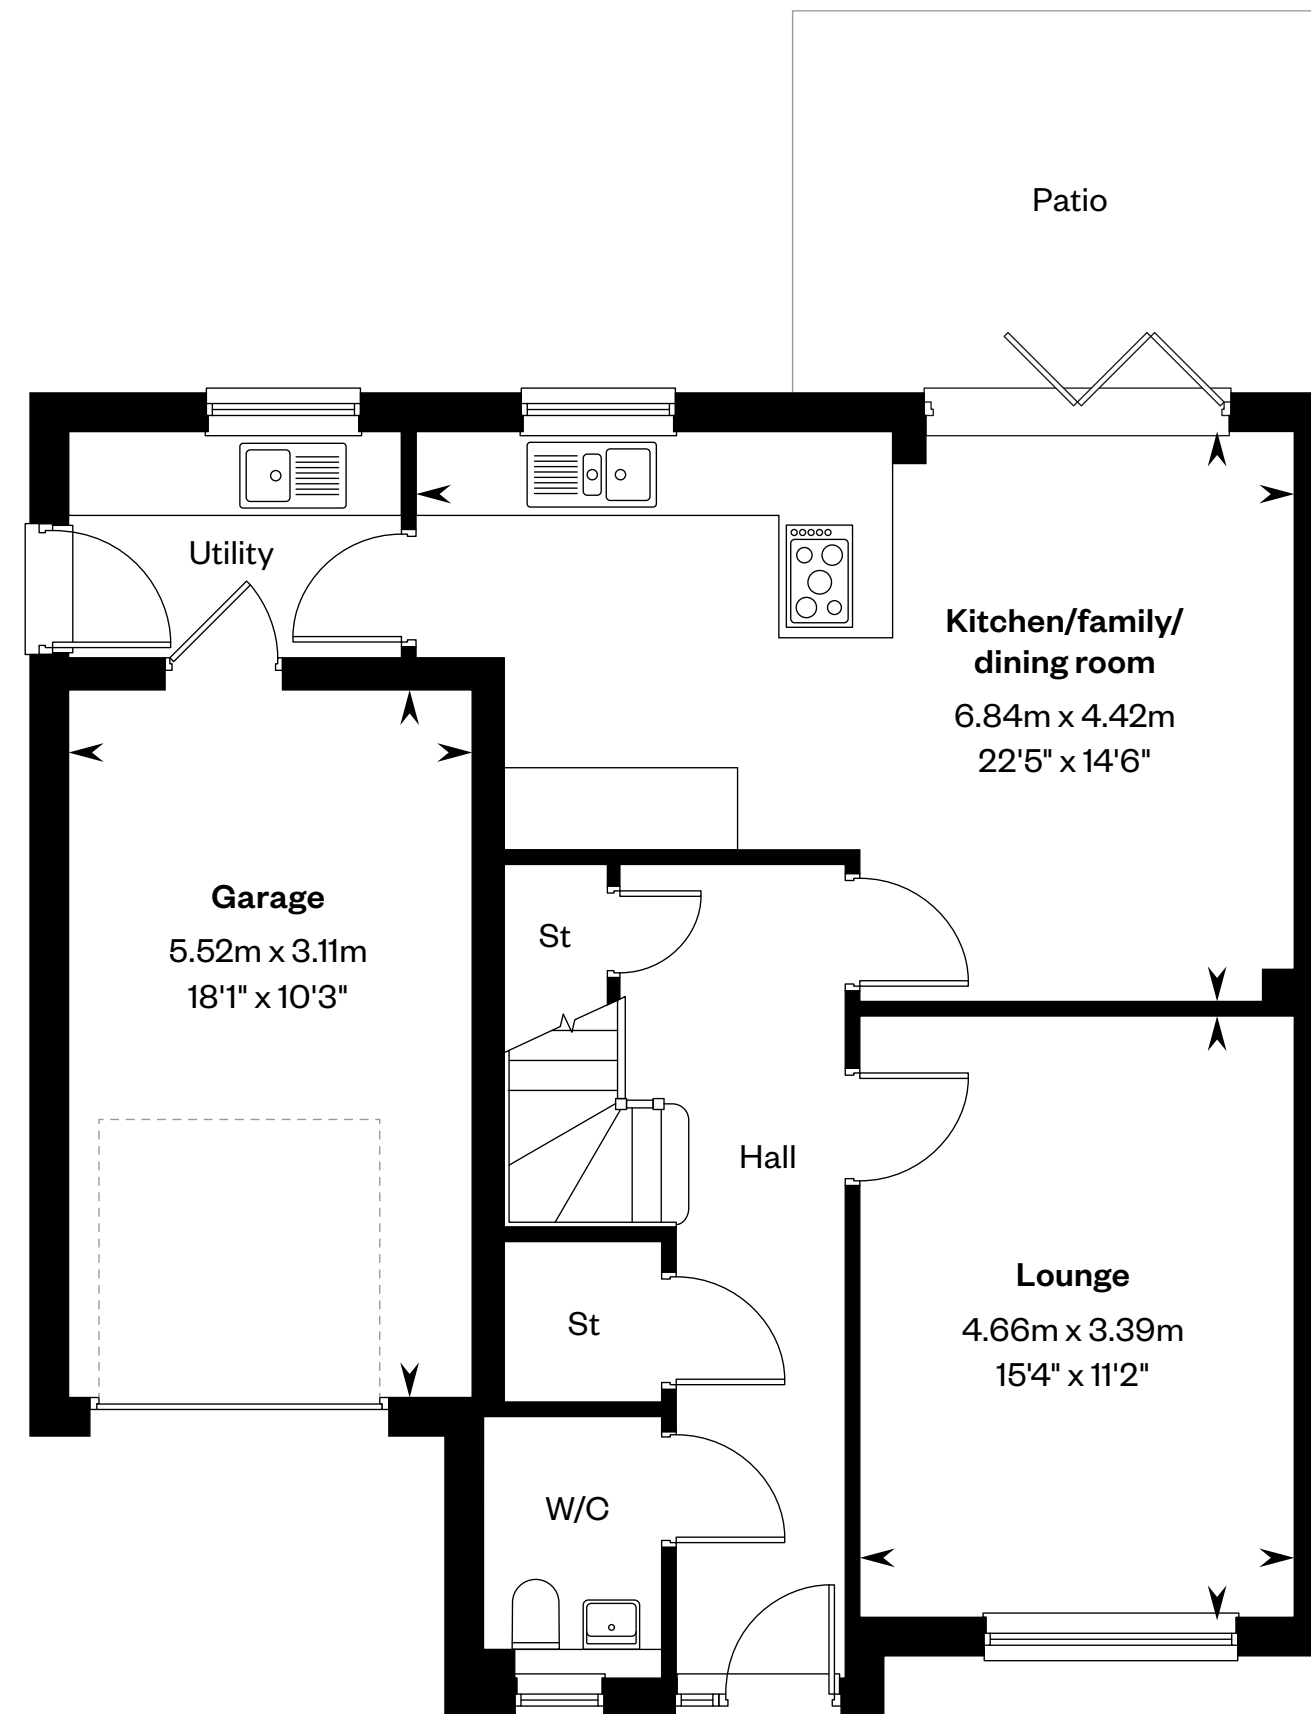 Patio
Utility
Kitchen/family/
dining room
6.84m x 4.42m
22'5" x 14'6"
Garage
5.52m x 3.11m
18'1" x 10'3"
St
Hall
Lounge
4.66m x 3.39m
15'4" x 11'2"
St
W/C